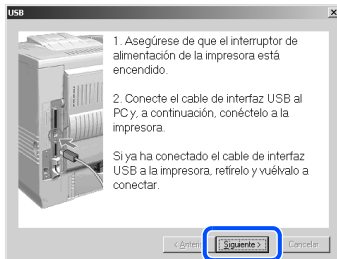 USB
1. Asegúrese de que el interruptor de
alimentación de la impresora está
encendido.
2. Conecte el cable de interfaz USB al
PC y, a continuación, conéctelo a la
impresora.
Si ya ha conectado el cable de interfaz
USB a la impresora, retírelo y vuélvalo a
conectar.
< Anterio Siguiente > Cancelar